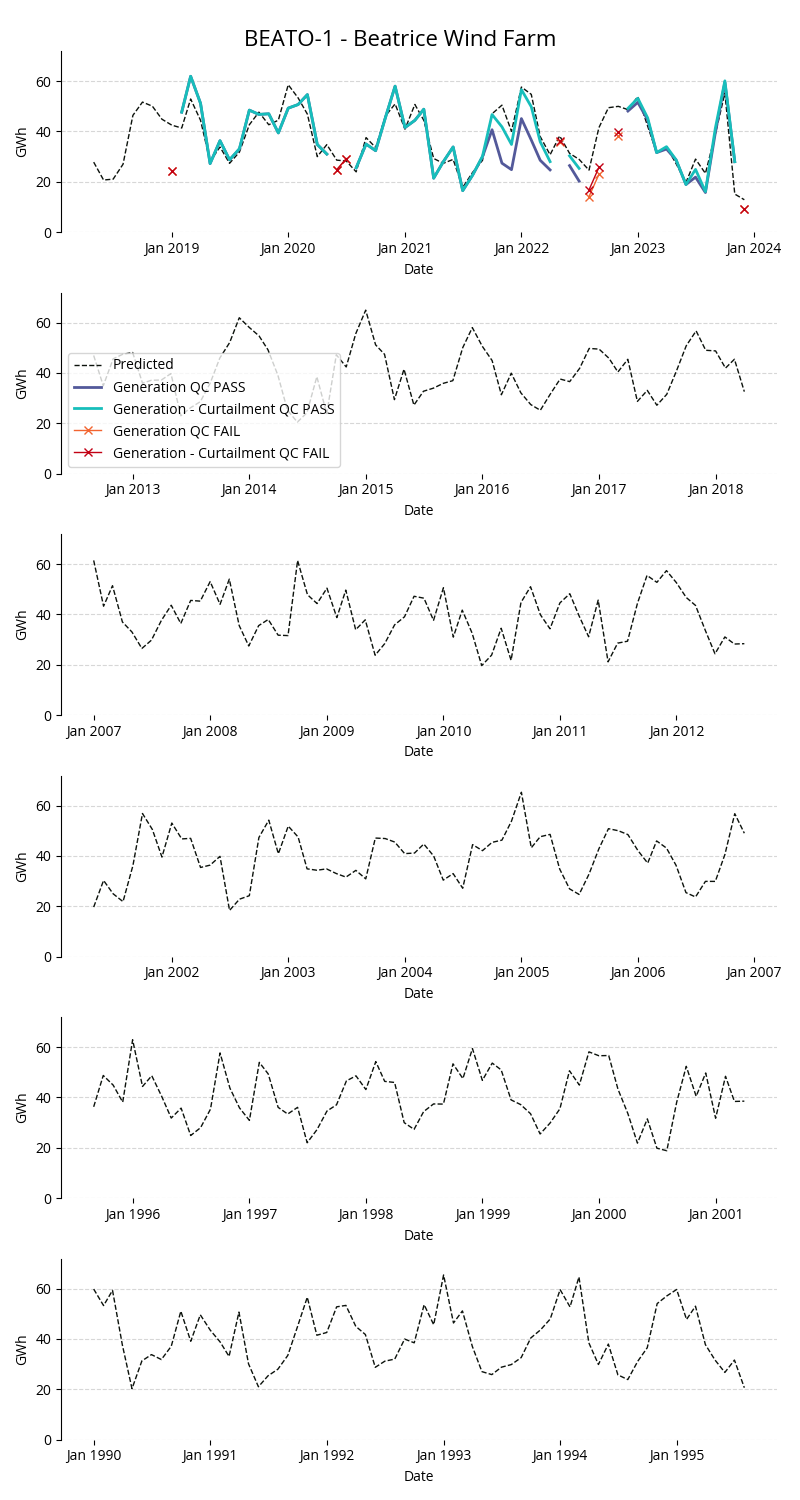 BEATO-1 - Beatrice Wind Farm
60
40
20
0
GWh
Jan 2019
Jan 2020
Jan 2021
Jan 2022
Jan 2023
Jan 2024
Date
60
40
20
0
GWh
Predicted
Generation QC PASS
Generation - Curtailment QC PASS
Generation QC FAIL
Generation - Curtailment QC FAIL
Jan 2013
Jan 2014
Jan 2015
Jan 2016
Jan 2017
Jan 2018
Date
60
40
20
0
GWh
Jan 2007
Jan 2008
Jan 2009
Jan 2010
Jan 2011
Jan 2012
Date
60
40
20
0
GWh
Jan 2002
Jan 2003
Jan 2004
Jan 2005
Jan 2006
Jan 2007
Date
60
40
20
0
GWh
Jan 1996
Jan 1997
Jan 1998
Jan 1999
Jan 2000
Jan 2001
Date
60
40
20
0
GWh
Jan 1990
Jan 1991
Jan 1992
Jan 1993
Jan 1994
Jan 1995
Date